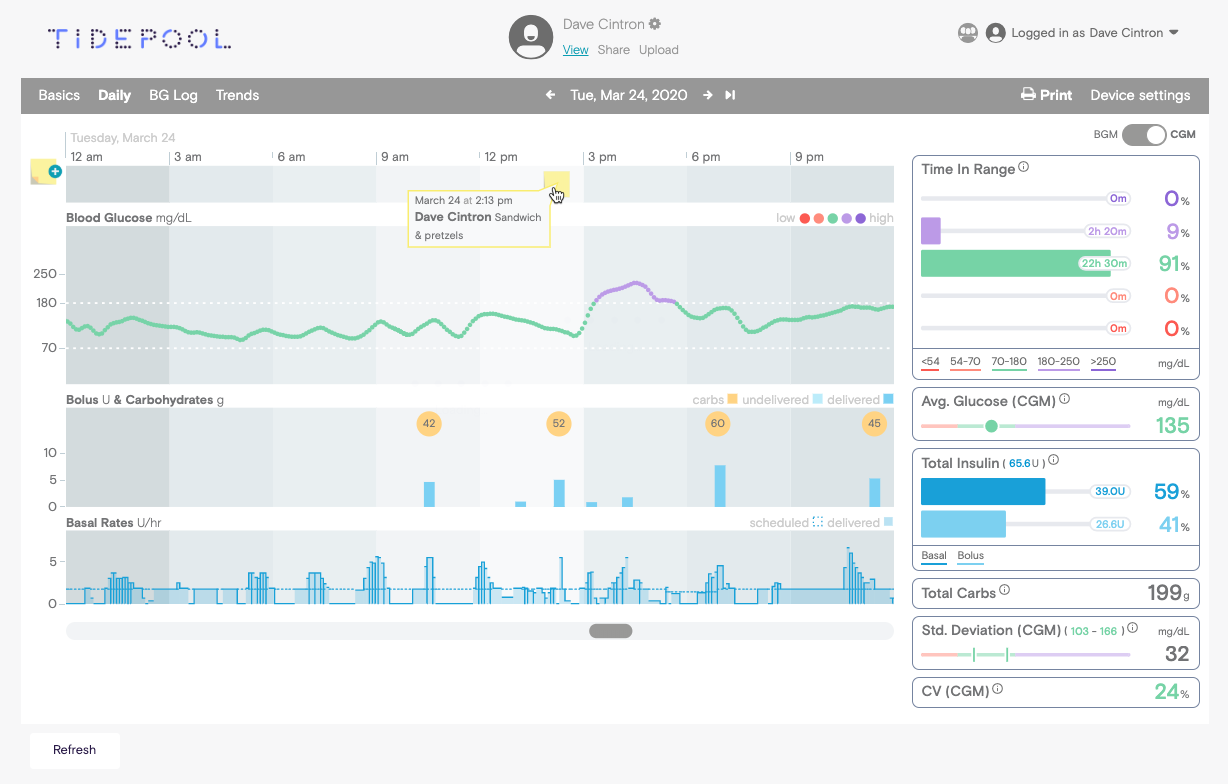 TIDEPOOL
Dave Cintron
View Share Upload
Logged in as Dave Cintron
Basics Daily BG Log Trends
Tue, Mar 24, 2020
Print Device settings
Tuesday, March 24
12 am 3 am 6 am 9 am 12 pm 3 pm 6 pm 9 pm
BGM CGM
March 24 at 2:13 pm
Dave Cintron Sandwich
& pretzels
Blood Glucose mg/dL
low high
250
180
70
Bolus U & Carbohydrates g
carbs undelivered delivered
42 52 60 45
10
5
0
Basal Rates U/hr
scheduled delivered
5
0
Time In Range
0m 0%
2h 20m 9%
22h 30m 91%
0m 0%
0m 0%
<54 54-70 70-180 180-250 >250 mg/dL
Avg. Glucose (CGM) mg/dL
135
Total Insulin ( 65.6U )
39.0U 59%
26.6U 41%
Basal Bolus
Total Carbs 199g
Std. Deviation (CGM) ( 103 - 166 ) mg/dL
32
CV (CGM) 24%
Refresh